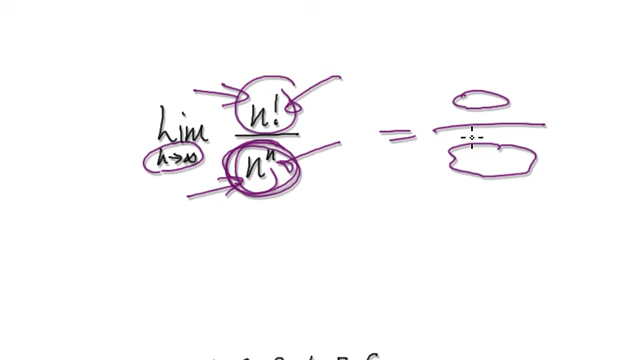 lim n→∞ n!/n^n =